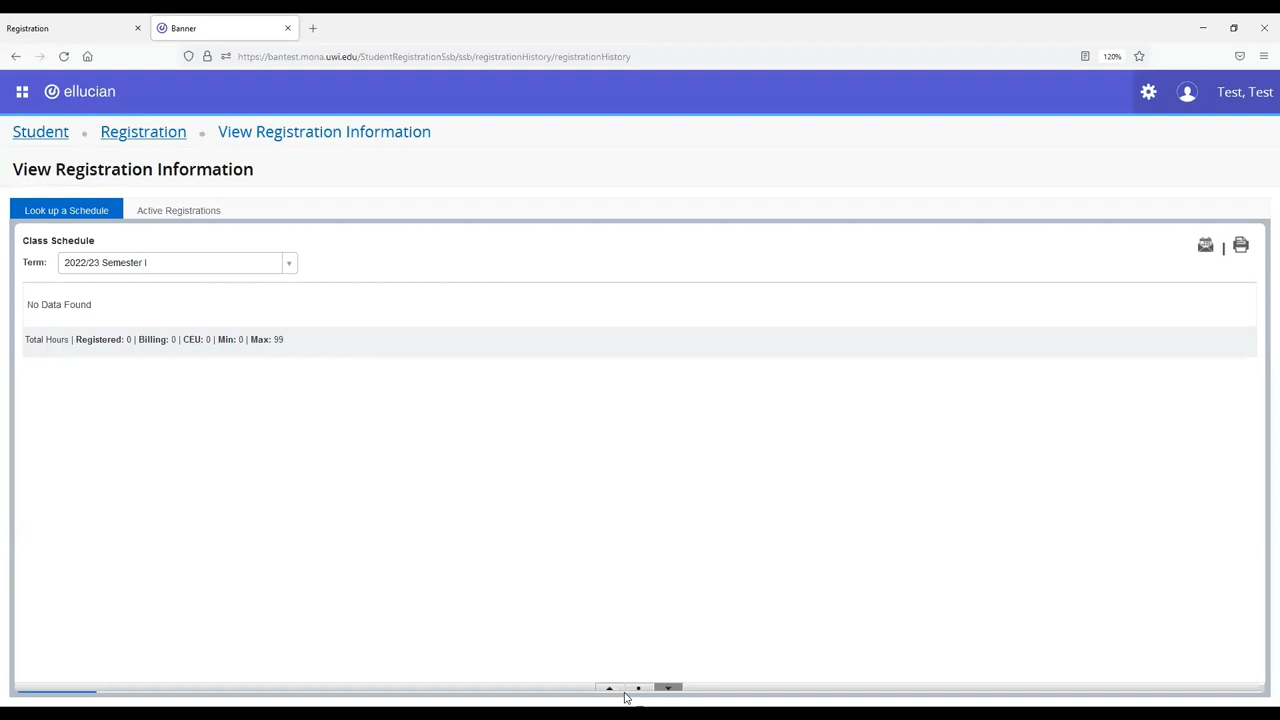 Registration
Banner
https://bantest.mona.uwi.edu/StudentRegistrationSsb/ssb/registrationHistory/registrationHistory
120%
ellucian
Test, Test
Student • Registration • View Registration Information
View Registration Information
Look up a Schedule
Active Registrations
Class Schedule
Term: 2022/23 Semester I
No Data Found
Total Hours | Registered: 0 | Billing: 0 | CEU: 0 | Min: 0 | Max: 99